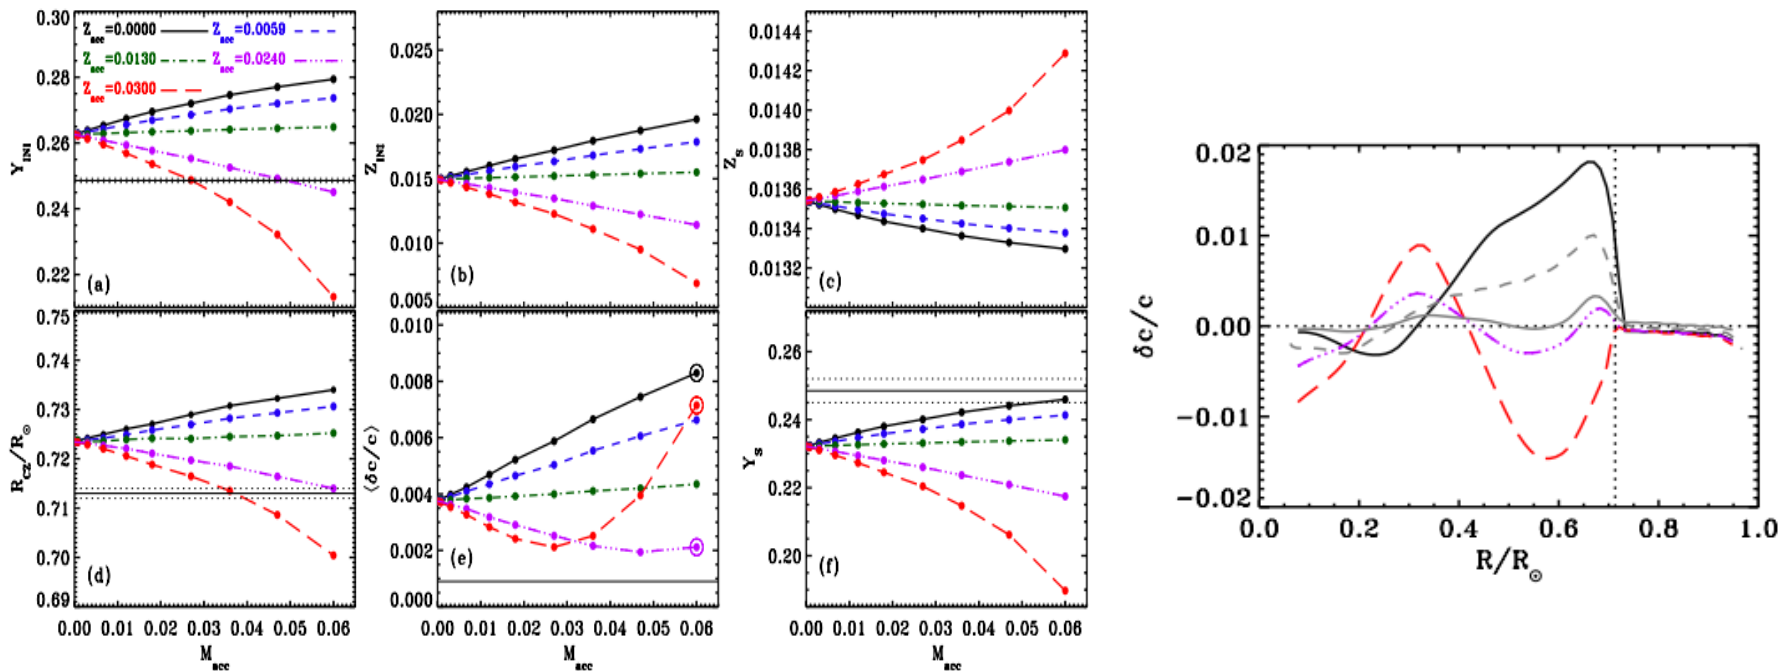 Z_acc=0.0000 Z_acc=0.0059
Z_acc=0.0130 Z_acc=0.0240
Z_acc=0.0300
0.30
0.28
0.26
0.24
0.22
Y_INI
(a)
0.025
0.020
0.015
0.010
0.005
Z_INI
(b)
0.0144
0.0142
0.0140
0.0138
0.0136
0.0134
0.0132
Z_S
(c)
0.75
0.74
0.73
0.72
0.71
0.70
0.69
R_CZ/R_⊙
(d)
0.00 0.01 0.02 0.03 0.04 0.05 0.06
M_acc
0.010
0.008
0.006
0.004
0.002
0.000
⟨δc/c⟩
(e)
0.00 0.01 0.02 0.03 0.04 0.05 0.06
M_acc
0.26
0.24
0.22
0.20
Y_S
(f)
0.00 0.01 0.02 0.03 0.04 0.05 0.06
M_acc
0.02
0.01
0.00
−0.01
−0.02
δc/c
0.0 0.2 0.4 0.6 0.8 1.0
R/R_⊙